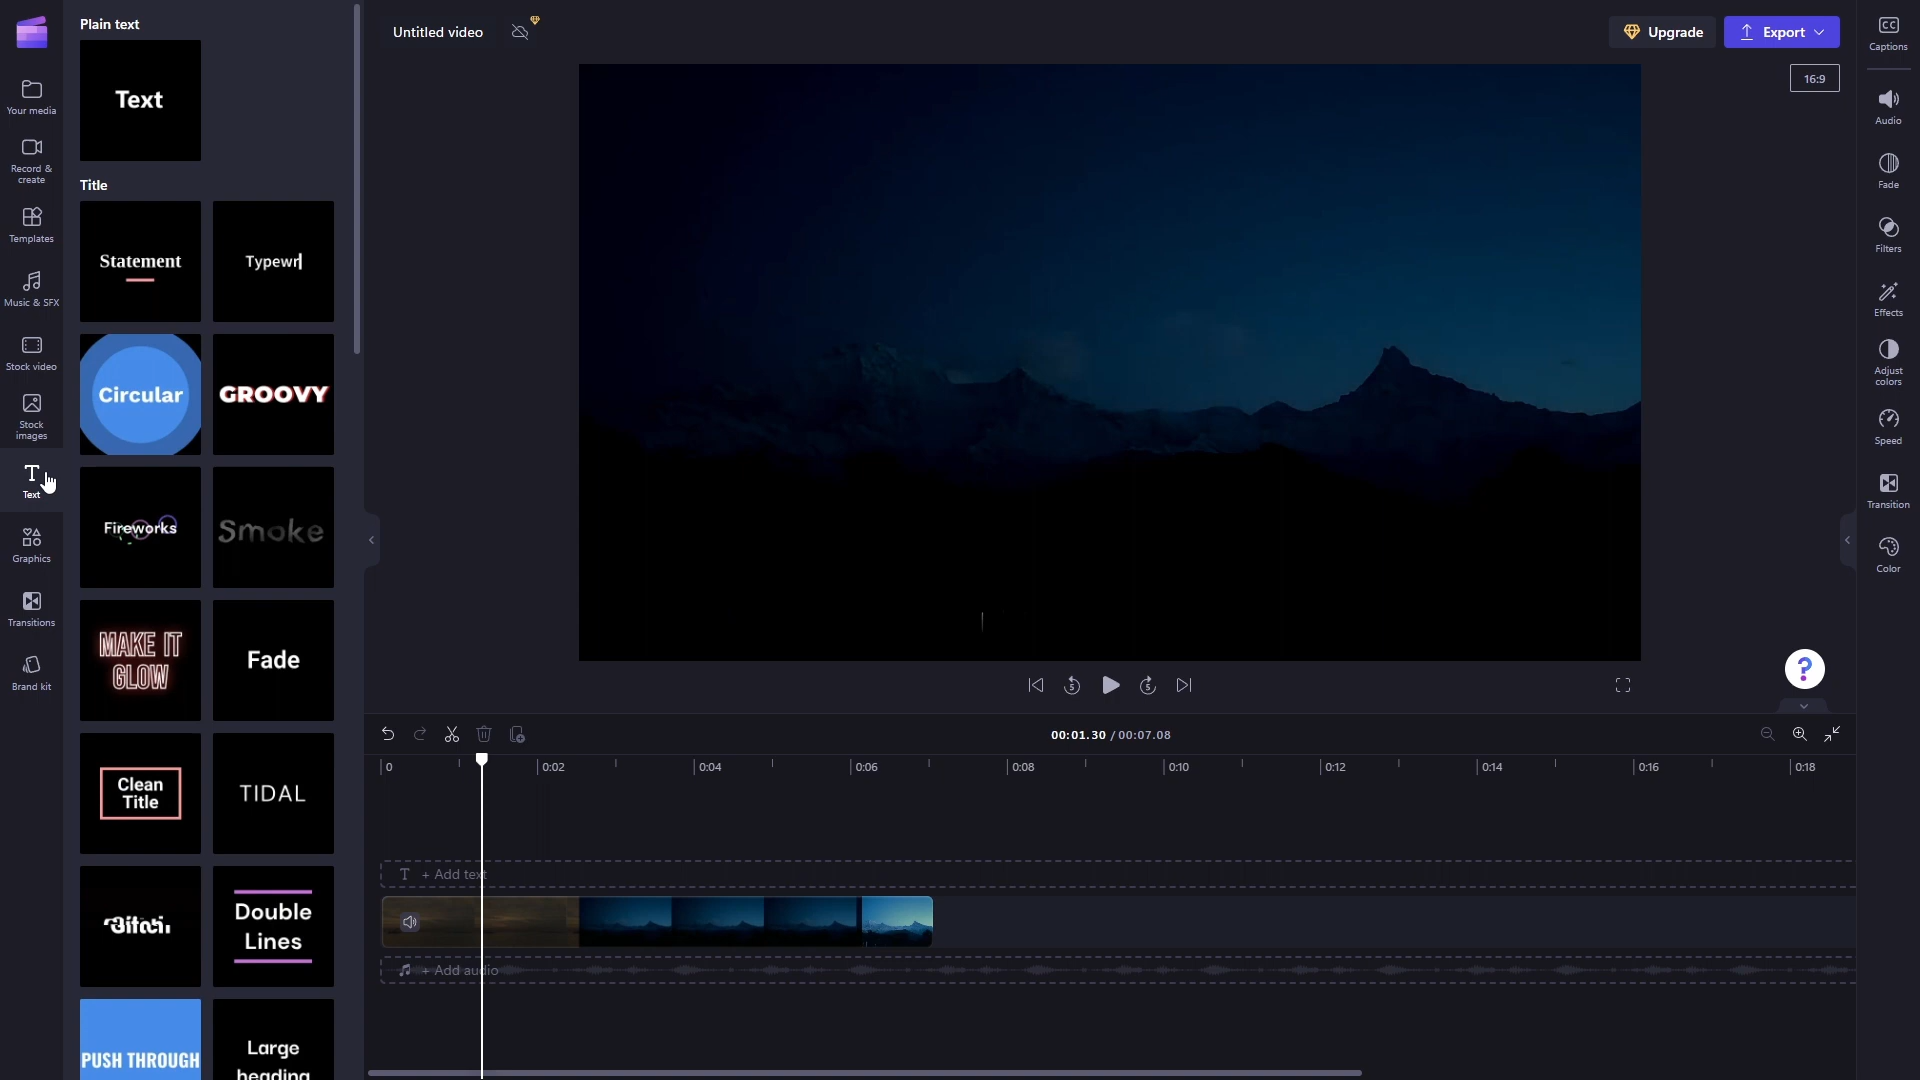 Untitled video
Upgrade
Export
16:9
Your media
Record &
create
Templates
Music & SFX
Stock video
Stock
images
Text
Graphics
Transitions
Brand kit
Plain text
Text
Title
Statement
Typewr
Circular
GROOVY
Fireworks
Smoke
MAKE IT
GLOW
Fade
Clean
Title
TIDAL
Glitch
Double
Lines
PUSH THROUGH
Large
heading
5
5
?
00:01.30 / 00:07.08
0
0:02
0:04
0:06
0:08
0:10
0:12
0:14
0:16
0:18
T + Add text
+ Add audio
CC
Captions
Audio
Fade
Filters
Effects
Adjust
colors
Speed
Transition
Color